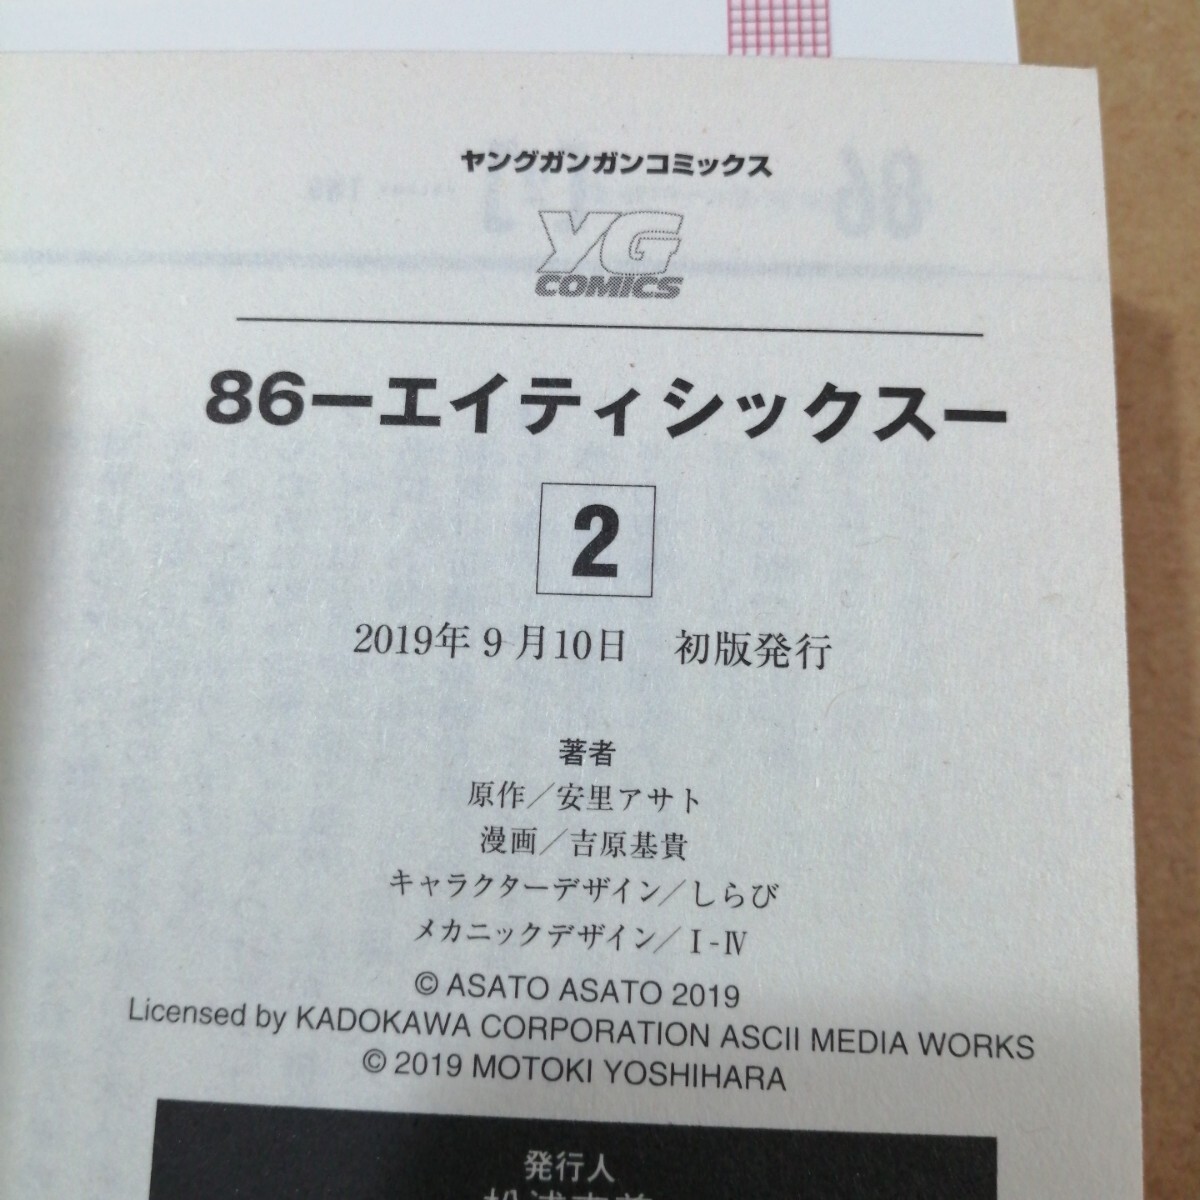 ヤングガンガンコミックス
YG
COMICS
86ーエイティシックスー
2
2019年9月10日 初版発行
著者
原作／安里アサト
漫画／吉原基貴
キャラクターデザイン／しらび
メカニックデザイン／I-Ⅳ
© ASATO ASATO 2019
Licensed by KADOKAWA CORPORATION ASCII MEDIA WORKS
© 2019 MOTOKI YOSHIHARA
発行人